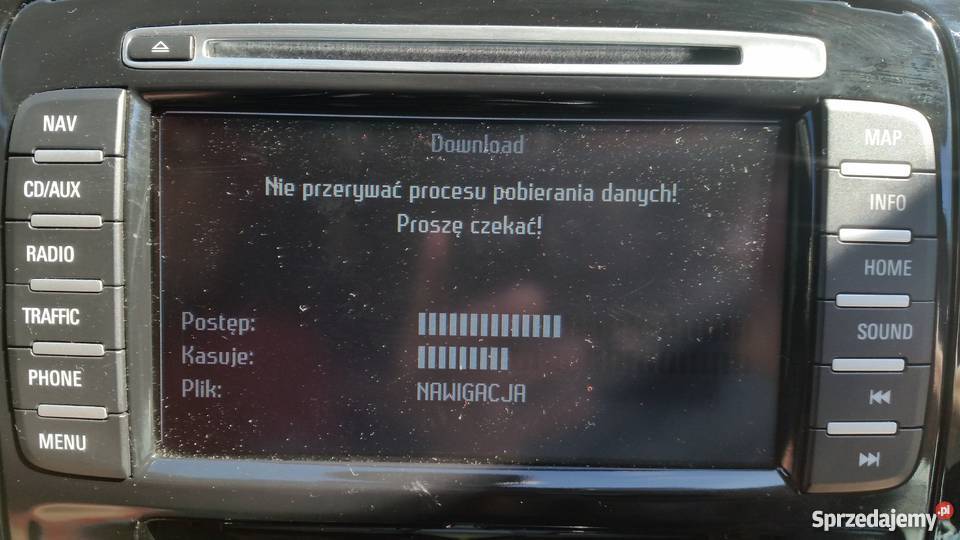 NAV
CD/AUX
RADIO
TRAFFIC
PHONE
MENU
Download
Nie przerywać procesu pobierania danych!
Proszę czekać!
Postęp:
Kasuje:
Plik: NAWIGACJA
MAP
INFO
HOME
SOUND
Sprzedajemy.pl